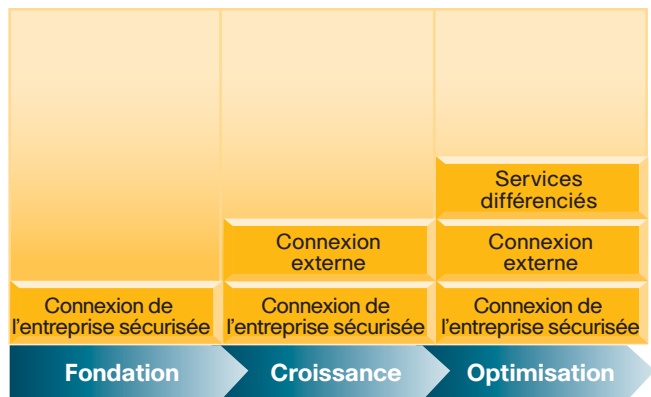 Services
différenciés
Connexion
externe
Connexion
externe
Connexion de
l'entreprise sécurisée
Connexion de
l'entreprise sécurisée
Connexion de
l'entreprise sécurisée
Fondation
Croissance
Optimisation